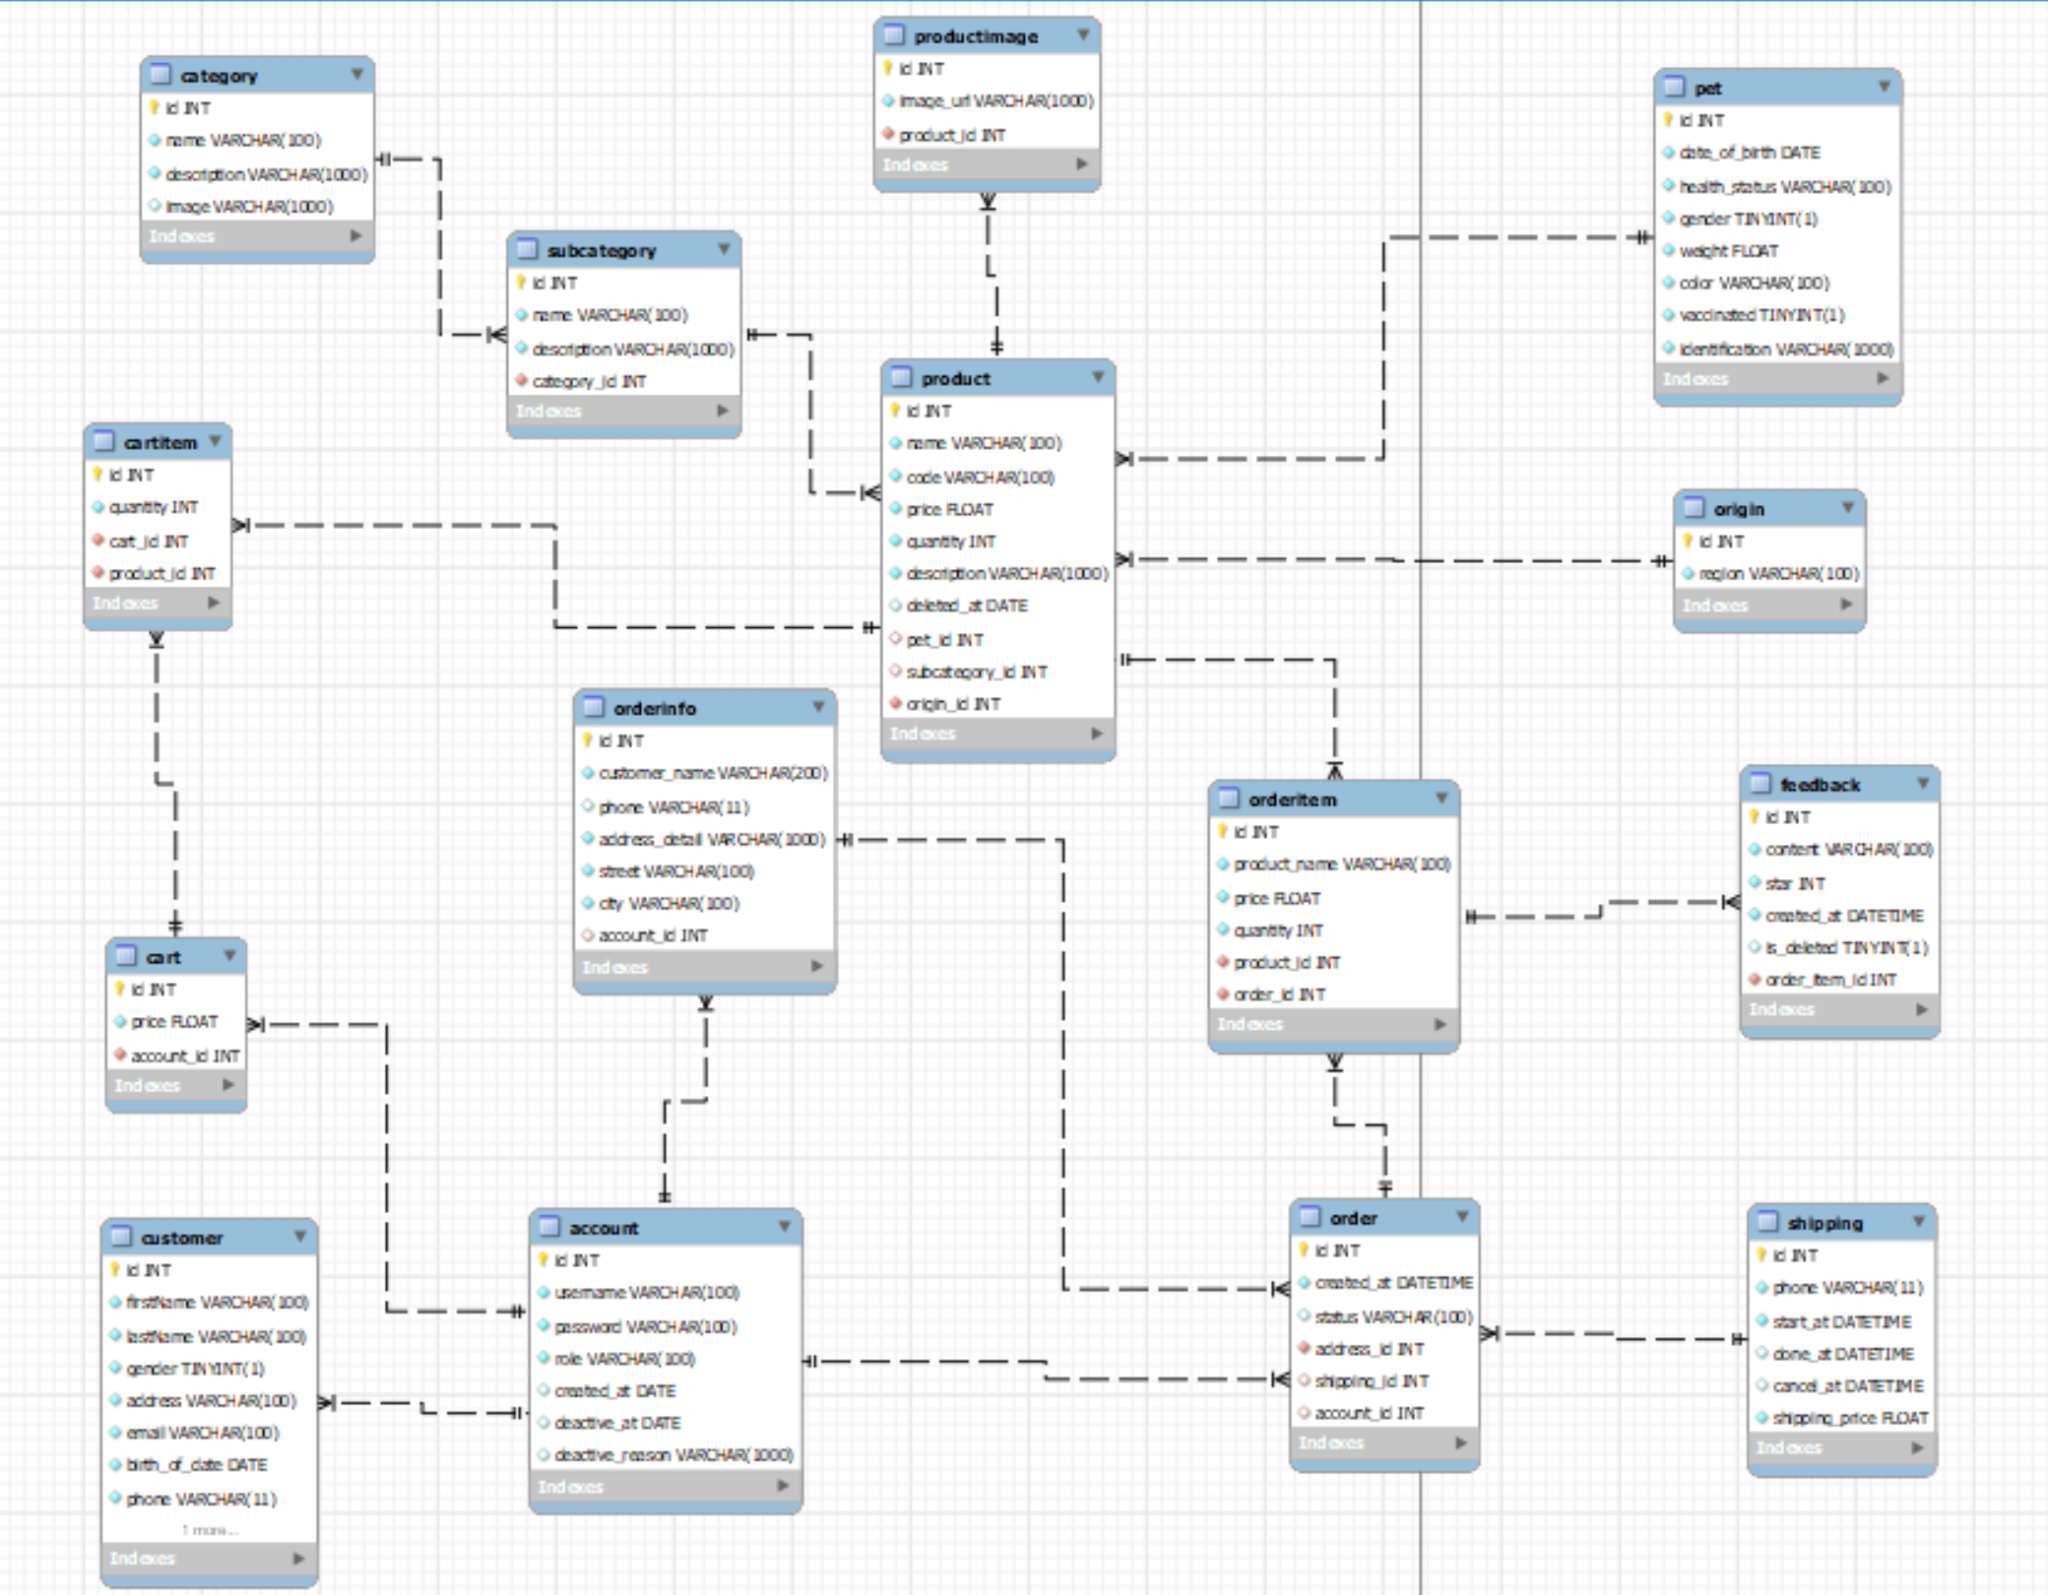 category
id INT
name VARCHAR(100)
description VARCHAR(1000)
image VARCHAR(1000)
Indexes
productimage
id INT
image_url VARCHAR(1000)
product_id INT
Indexes
pet
id INT
date_of_birth DATE
health_status VARCHAR(100)
gender TINYINT(1)
weight FLOAT
color VARCHAR(100)
vaccinated TINYINT(1)
identification VARCHAR(1000)
Indexes
subcategory
id INT
name VARCHAR(100)
description VARCHAR(1000)
category_id INT
Indexes
product
id INT
name VARCHAR(100)
code VARCHAR(100)
price FLOAT
quantity INT
description VARCHAR(1000)
deleted_at DATE
pet_id INT
subcategory_id INT
origin_id INT
Indexes
cartitem
id INT
quantity INT
cart_id INT
product_id INT
Indexes
origin
id INT
region VARCHAR(100)
Indexes
orderinfo
id INT
customer_name VARCHAR(200)
phone VARCHAR(11)
address_detail VARCHAR(1000)
street VARCHAR(100)
city VARCHAR(100)
account_id INT
Indexes
orderitem
id INT
product_name VARCHAR(100)
price FLOAT
quantity INT
product_id INT
order_id INT
Indexes
feedback
id INT
content VARCHAR(100)
star INT
created_at DATETIME
is_deleted TINYINT(1)
order_item_id INT
Indexes
cart
id INT
price FLOAT
account_id INT
Indexes
customer
id INT
firstName VARCHAR(100)
lastName VARCHAR(100)
gender TINYINT(1)
address VARCHAR(100)
email VARCHAR(100)
birth_of_date DATE
phone VARCHAR(11)
1 more...
Indexes
account
id INT
username VARCHAR(100)
password VARCHAR(100)
role VARCHAR(100)
created_at DATE
deactive_at DATE
deactive_reason VARCHAR(1000)
Indexes
order
id INT
created_at DATETIME
status VARCHAR(100)
address_id INT
shipping_id INT
account_id INT
Indexes
shipping
id INT
phone VARCHAR(11)
start_at DATETIME
done_at DATETIME
cancel_at DATETIME
shipping_price FLOAT
Indexes